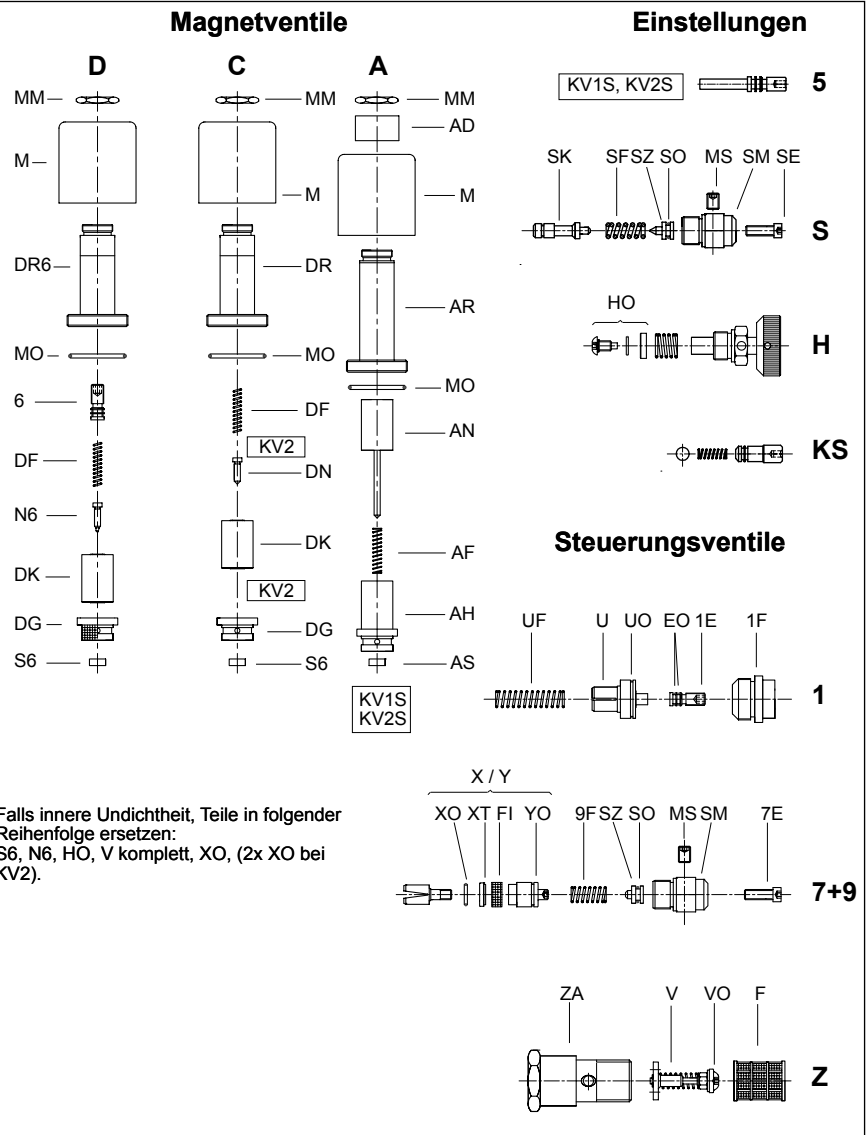 Magnetventile
Einstellungen
D C A
MM MM MM
AD
M M M
DR6 DR AR
MO MO MO
6 DF AN
KV2
DF DN
N6 DK AF
DK KV2 AH
DG DG AS
S6 S6
KV1S
KV2S
KV1S, KV2S 5
SK SF SZ SO MS SM SE
S
HO
H
KS
Steuerungsventile
UF U UO EO 1E 1F
1
X / Y
XO XT FI YO 9F SZ SO MS SM 7E
7+9
Falls innere Undichtheit, Teile in folgender
Reihenfolge ersetzen:
S6, N6, HO, V komplett, XO, (2x XO bei
KV2).
ZA V VO F
Z